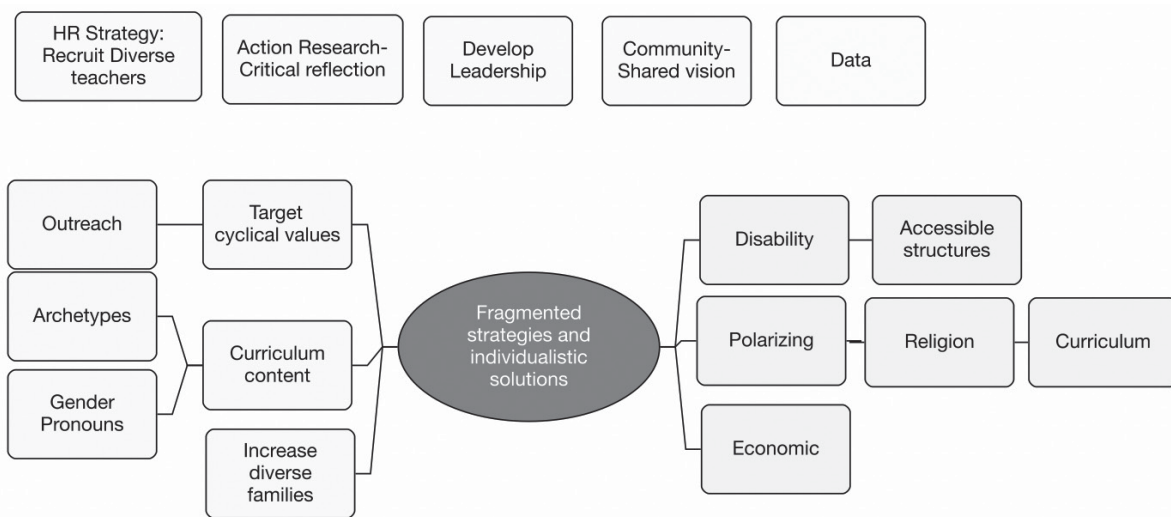 HR Strategy:
Recruit Diverse
teachers
Action Research-
Critical reflection
Develop
Leadership
Community-
Shared vision
Data
Outreach
Target
cyclical values
Archetypes
Gender
Pronouns
Curriculum
content
Increase
diverse
families
Fragmented
strategies and
individualistic
solutions
Disability
Accessible
structures
Polarizing
Religion
Curriculum
Economic